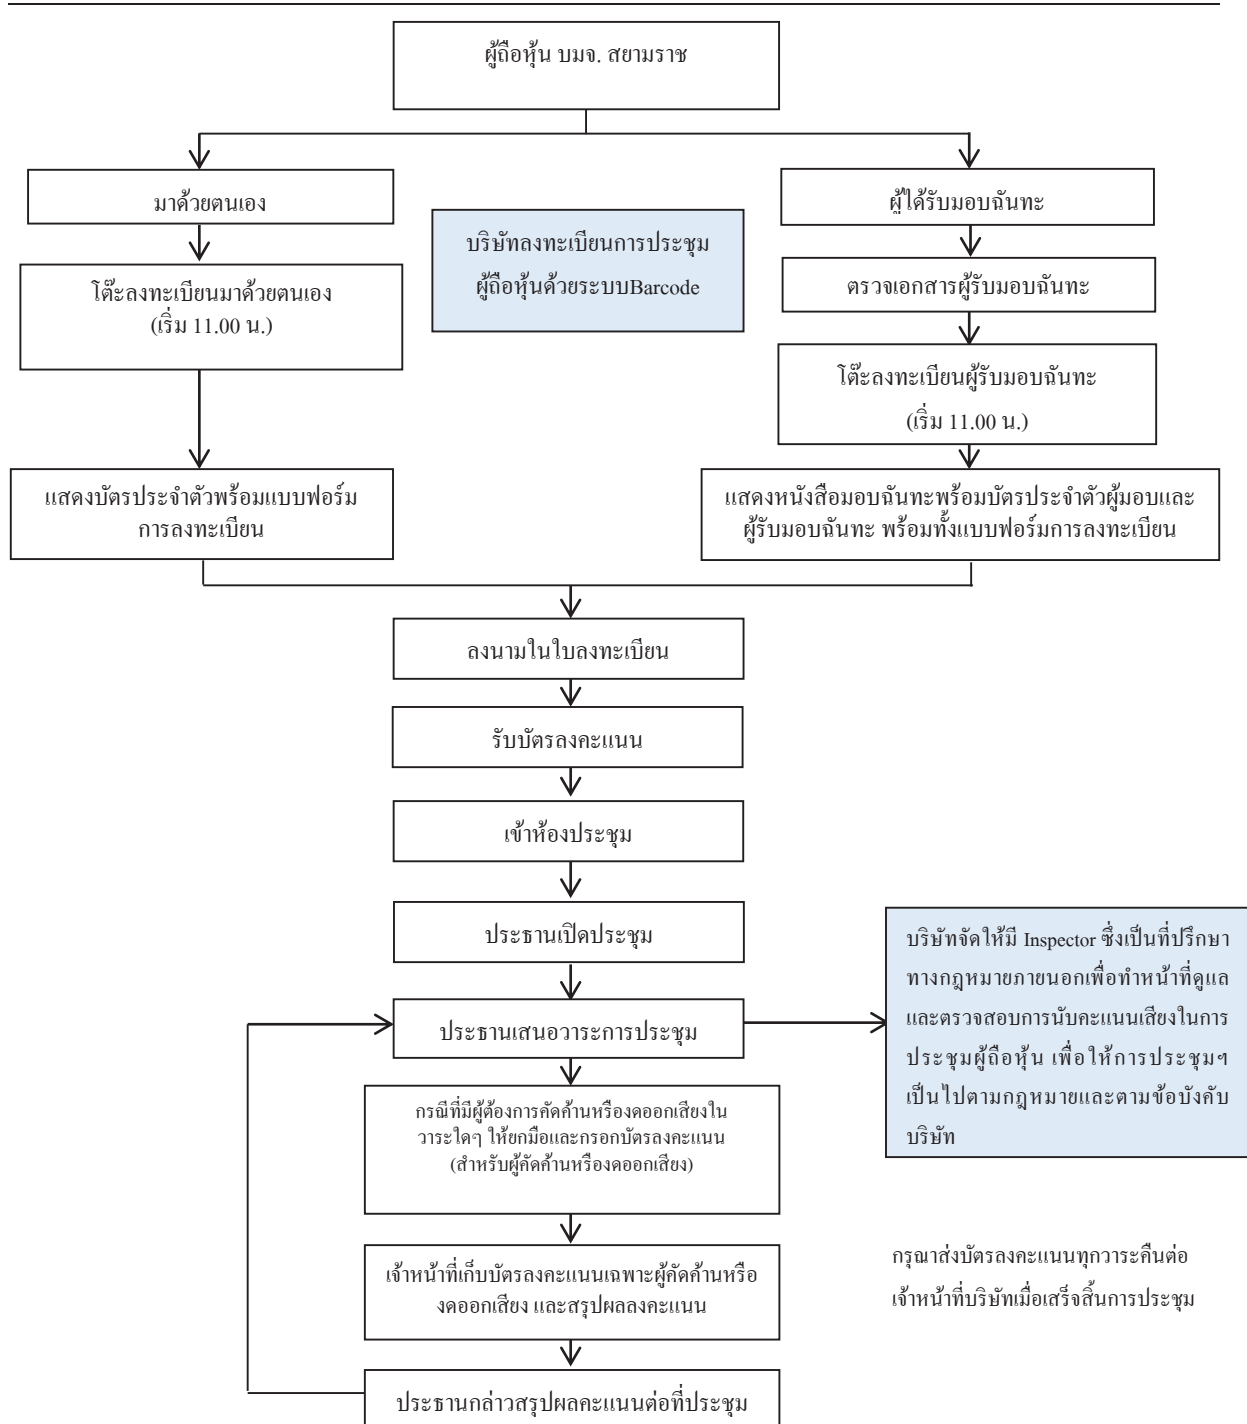 ผู้ถือหุ้น บมจ. สยามราช
มาด้วยตนเอง
ผู้ได้รับมอบฉันทะ
บริษัทลงทะเบียนการประชุม
ผู้ถือหุ้นด้วยระบบBarcode
โต๊ะลงทะเบียนมาด้วยตนเอง
(เริ่ม 11.00 น.)
ตรวจเอกสารผู้รับมอบฉันทะ
โต๊ะลงทะเบียนผู้รับมอบฉันทะ
(เริ่ม 11.00 น.)
แสดงบัตรประจำตัวพร้อมแบบฟอร์ม
การลงทะเบียน
แสดงหนังสือมอบฉันทะพร้อมบัตรประจำตัวผู้มอบและ
ผู้รับมอบฉันทะ พร้อมทั้งแบบฟอร์มการลงทะเบียน
ลงนามในใบลงทะเบียน
รับบัตรลงคะแนน
เข้าห้องประชุม
ประธานเปิดประชุม
ประธานเสนอวาระการประชุม
บริษัทจัดให้มี Inspector ซึ่งเป็นที่ปรึกษา
ทางกฎหมายภายนอกเพื่อทำหน้าที่ดูแล
และตรวจสอบการนับคะแนนเสียงในการ
ประชุมผู้ถือหุ้น เพื่อให้การประชุมฯ
เป็นไปตามกฎหมายและตามข้อบังคับ
บริษัท
กรณีที่มีผู้ต้องการคัดค้านหรืองดออกเสียงใน
วาระใดๆ ให้ยกมือและกรอกบัตรลงคะแนน
(สำหรับผู้คัดค้านหรืองดออกเสียง)
เจ้าหน้าที่เก็บบัตรลงคะแนนเฉพาะผู้คัดค้านหรือ
งดออกเสียง และสรุปผลลงคะแนน
กรุณาส่งบัตรลงคะแนนทุกวาระคืนต่อ
เจ้าหน้าที่บริษัทเมื่อเสร็จสิ้นการประชุม
ประธานกล่าวสรุปผลคะแนนต่อที่ประชุม